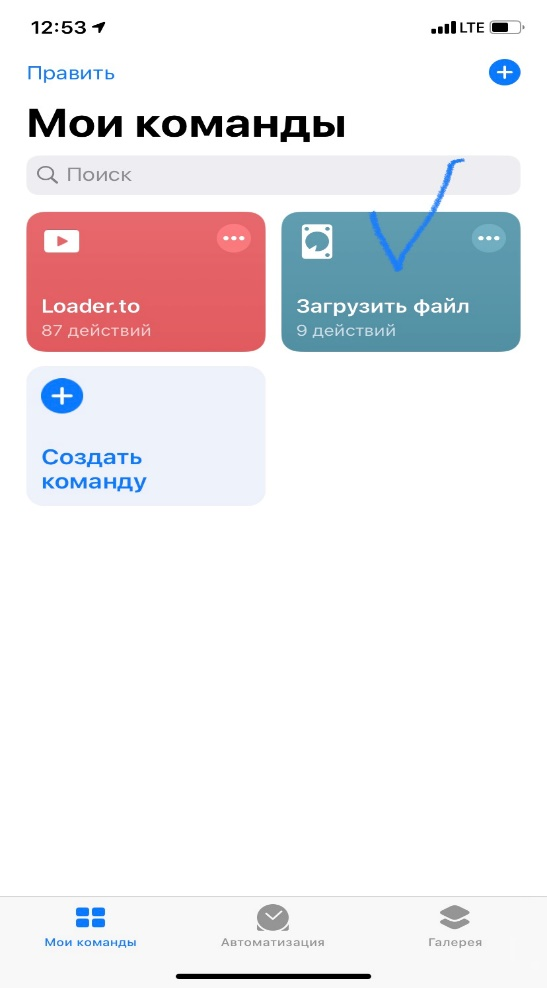 12:53 LTE
Править
Мои команды
Поиск
Loader.to
87 действий
Загрузить файл
9 действий
Создать
команду
Мои команды Автоматизация Галерея